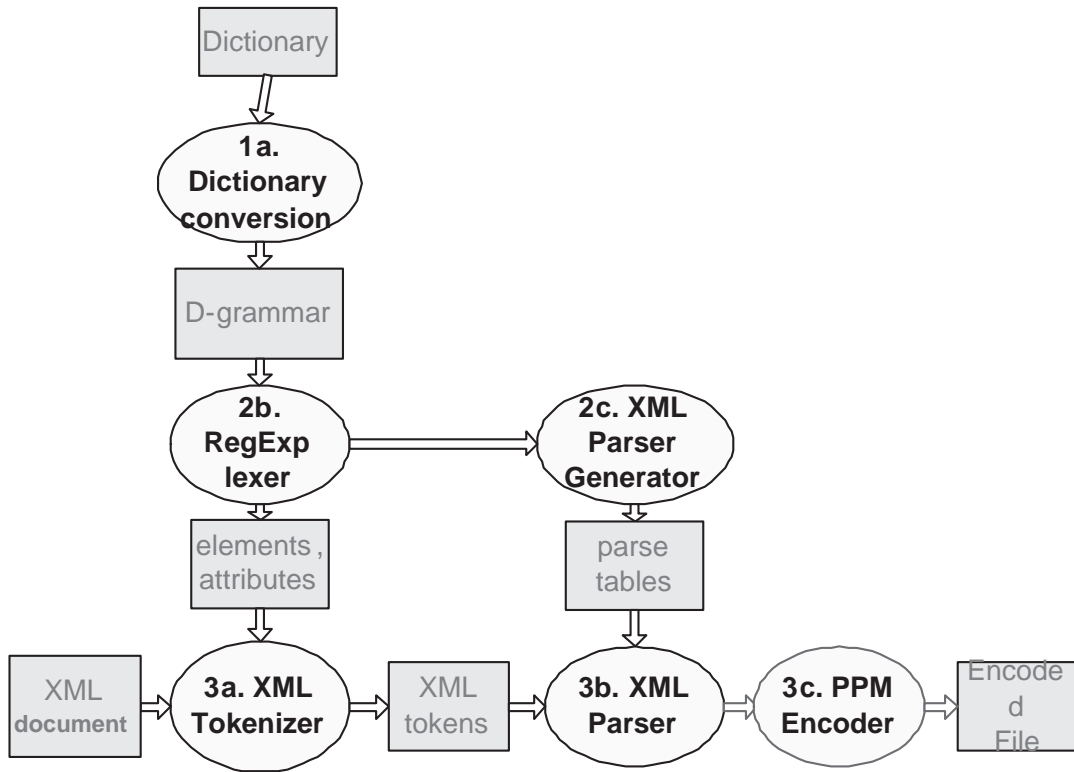 Dictionary
1a.
Dictionary
conversion
D-grammar
2b.
RegExp
lexer
2c. XML
Parser
Generator
elements,
attributes
parse
tables
XML
document
3a. XML
Tokenizer
XML
tokens
3b. XML
Parser
3c. PPM
Encoder
Encode
d
File